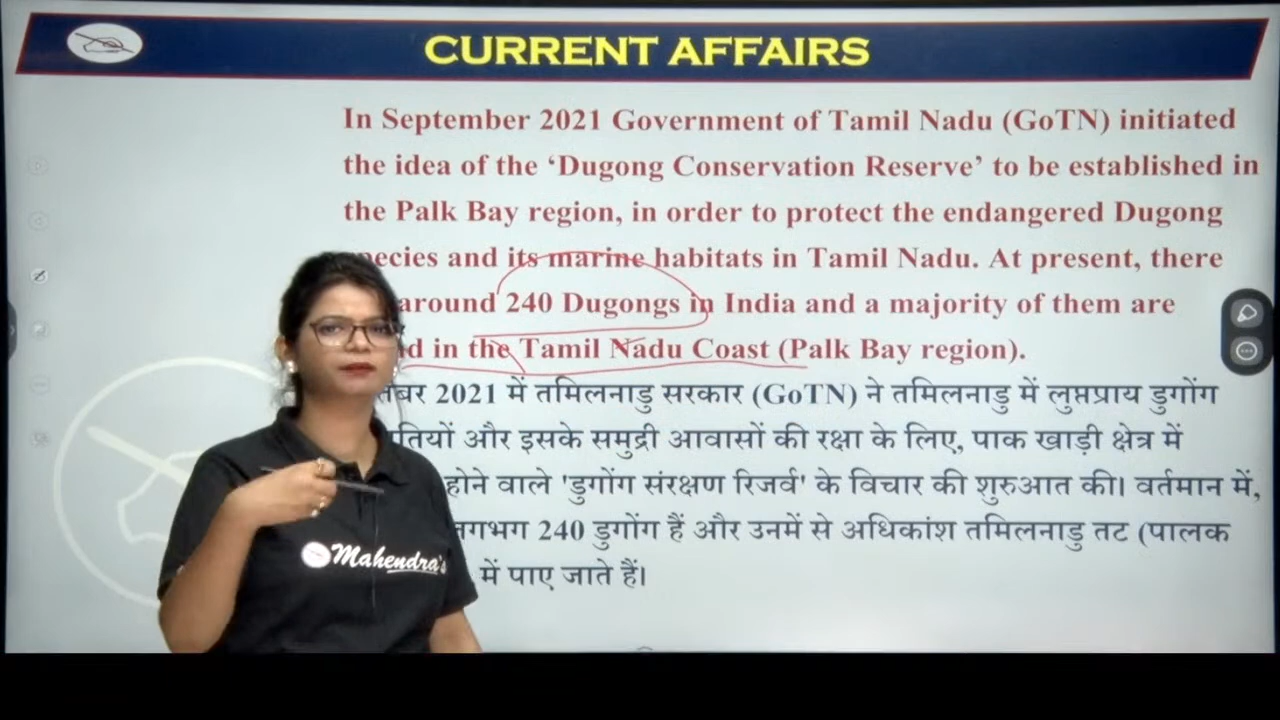 CURRENT AFFAIRS
In September 2021 Government of Tamil Nadu (GoTN) initiated
the idea of the ‘Dugong Conservation Reserve’ to be established in
the Palk Bay region, in order to protect the endangered Dugong
species and its marine habitats in Tamil Nadu. At present, there
around 240 Dugongs in India and a majority of them are
in the Tamil Nadu Coast (Palk Bay region).
2021 में तमिलनाडु सरकार (GoTN) ने तमिलनाडु में लुप्तप्राय डुगोंग
और इसके समुद्री आवासों की रक्षा के लिए, पाक खाड़ी क्षेत्र में
होने वाले 'डुगोंग संरक्षण रिजर्व' के विचार की शुरुआत की। वर्तमान में,
लगभग 240 डुगोंग हैं और उनमें से अधिकांश तमिलनाडु तट (पालक
में पाए जाते हैं।
Mahendra's